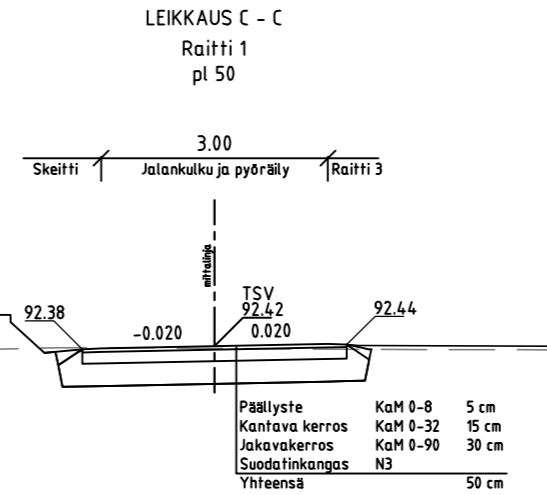 LEIKKAUS C - C
Raitti 1
pl 50
3.00
Skeitti Jalankulku ja pyöräily Raitti 3
mittalinja
TSV
92.38 92.42 92.44
-0.020 0.020
Päällyste KaM 0-8 5 cm
Kantava kerros KaM 0-32 15 cm
Jakavakerros KaM 0-90 30 cm
Suodatinkangas N3
Yhteensä 50 cm